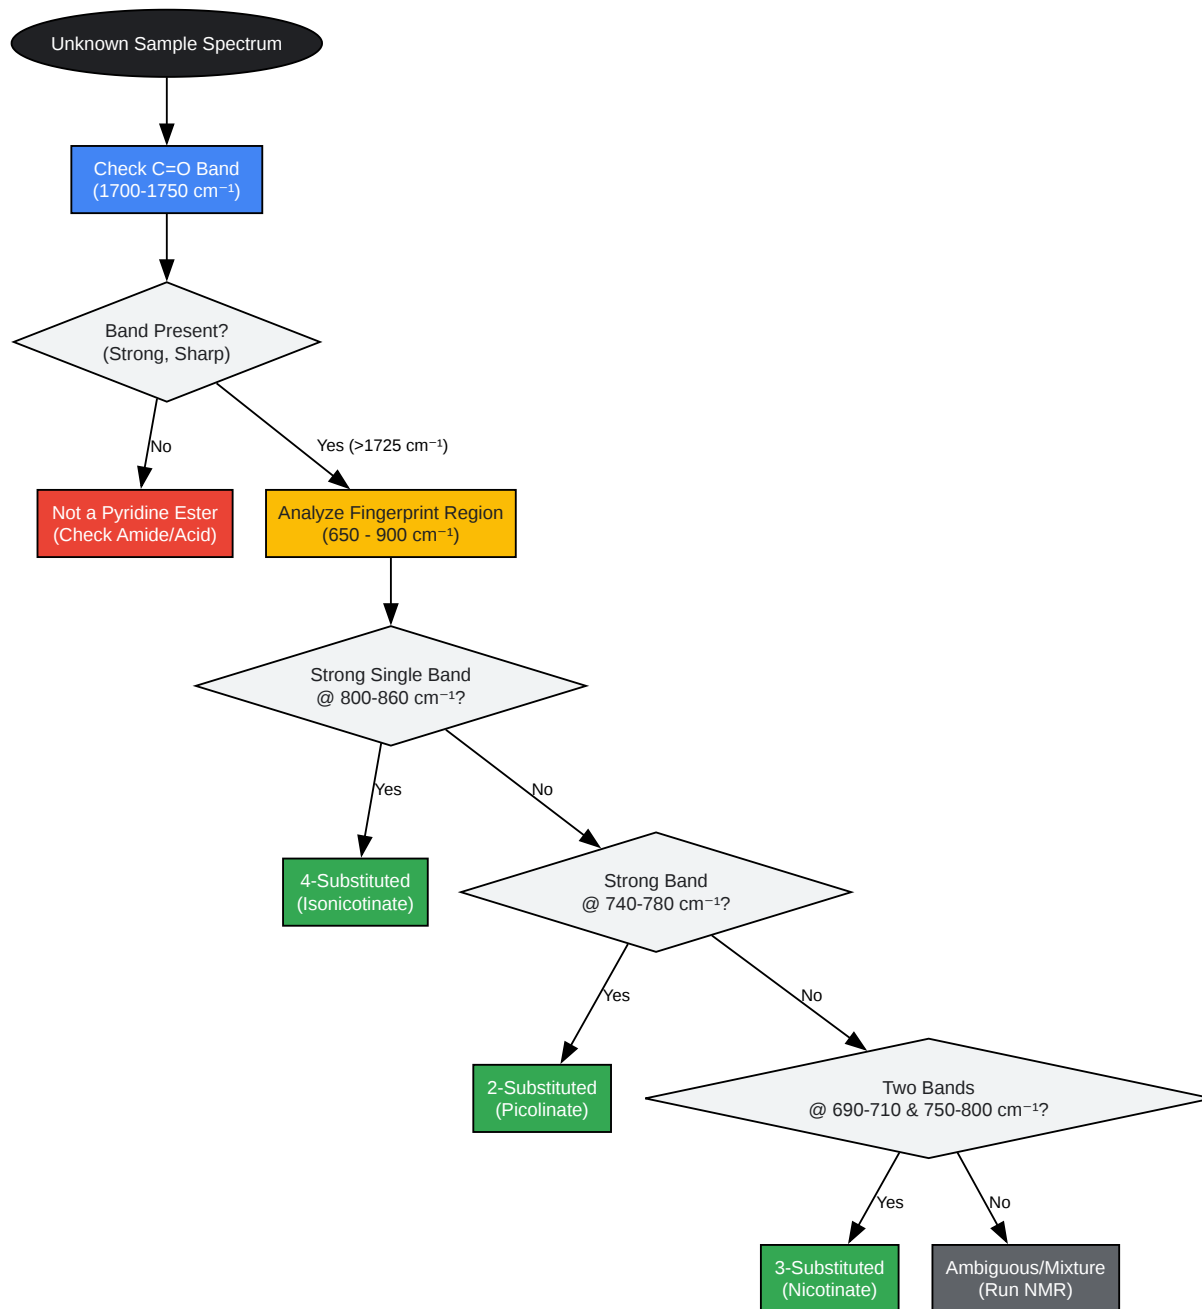 Unknown Sample Spectrum
Check C=O Band
(1700-1750 cm⁻¹)
Band Present?
(Strong, Sharp)
No
Yes (>1725 cm⁻¹)
Not a Pyridine Ester
(Check Amide/Acid)
Analyze Fingerprint Region
(650 - 900 cm⁻¹)
Strong Single Band
@ 800-860 cm⁻¹?
Yes
No
4-Substituted
(Isonicotinate)
Strong Band
@ 740-780 cm⁻¹?
Yes
No
2-Substituted
(Picolinate)
Two Bands
@ 690-710 & 750-800 cm⁻¹?
Yes
No
3-Substituted
(Nicotinate)
Ambiguous/Mixture
(Run NMR)